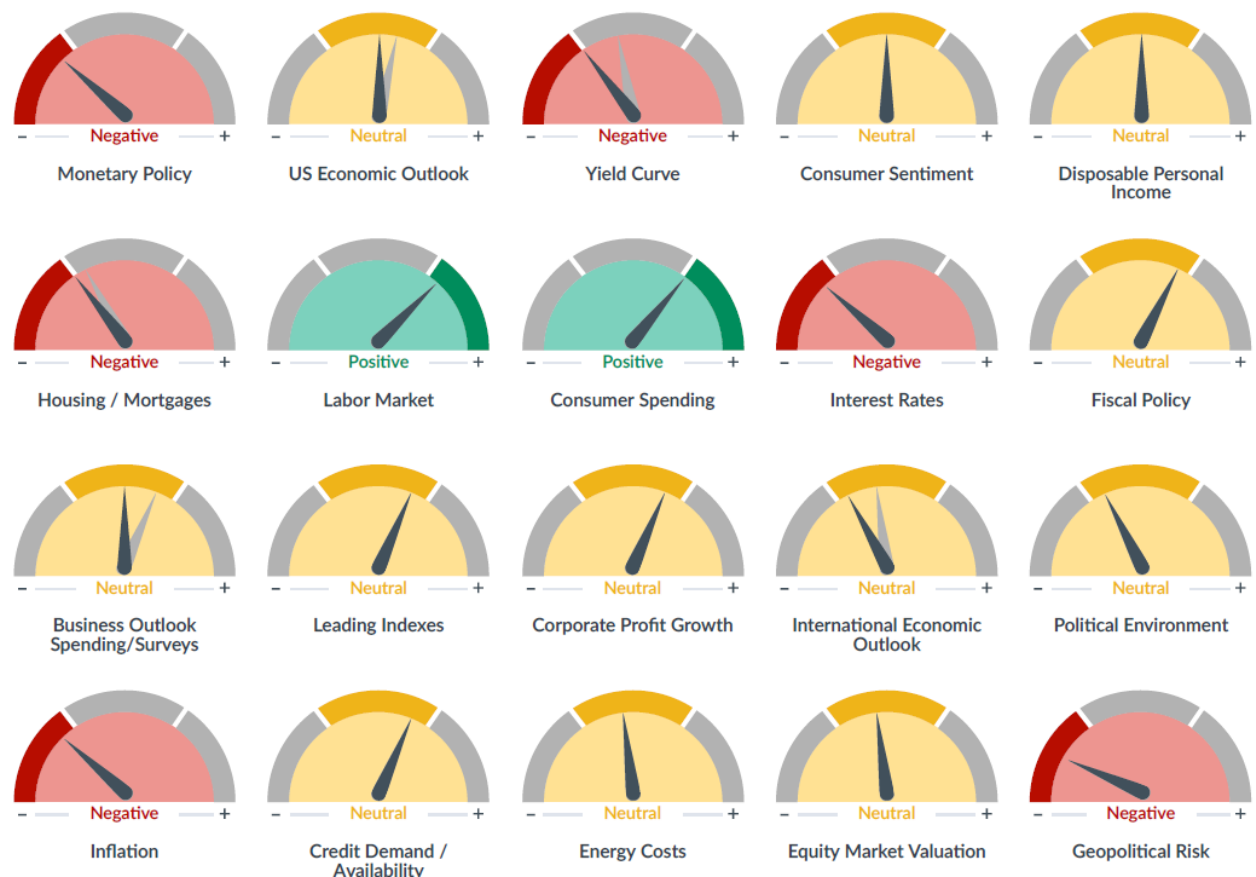 – Negative +
Monetary Policy
– Neutral +
US Economic Outlook
– Negative +
Yield Curve
– Neutral +
Consumer Sentiment
– Neutral +
Disposable Personal
Income
– Negative +
Housing / Mortgages
– Positive +
Labor Market
– Positive +
Consumer Spending
– Negative +
Interest Rates
– Neutral +
Fiscal Policy
– Neutral +
Business Outlook
Spending/Surveys
– Neutral +
Leading Indexes
– Neutral +
Corporate Profit Growth
– Neutral +
International Economic
Outlook
– Neutral +
Political Environment
– Negative +
Inflation
– Neutral +
Credit Demand /
Availability
– Neutral +
Energy Costs
– Neutral +
Equity Market Valuation
– Negative +
Geopolitical Risk